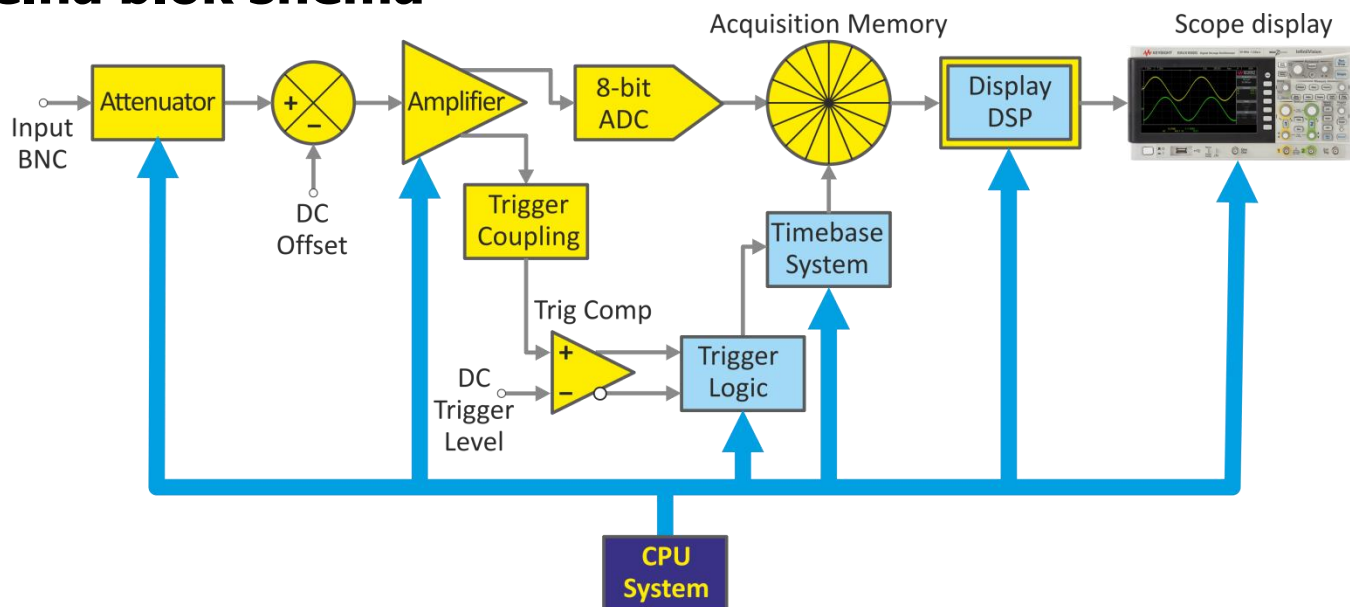 Acquisition Memory
Scope display
Attenuator
+
−
Amplifier
8-bit
ADC
Display
DSP
KEYSIGHT
Input
BNC
DC
Offset
Trigger
Coupling
Timebase
System
Trig Comp
+
−
Trigger
Logic
DC
Trigger
Level
CPU
System